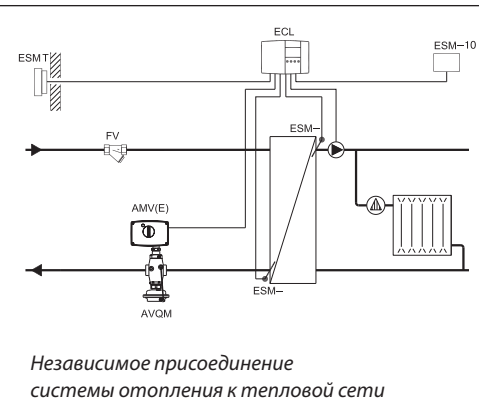 ECL
ESMT
ESM–10
FV
ESM–
AMV(E)
ESM–
AVQM
Независимое присоединение
системы отопления к тепловой сети